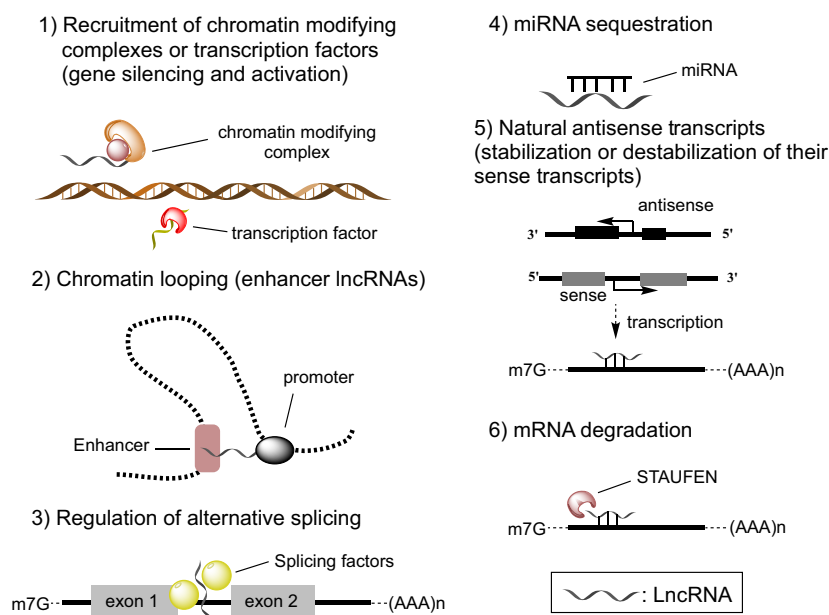 1) Recruitment of chromatin modifying
complexes or transcription factors
(gene silencing and activation)
chromatin modifying
complex
transcription factor
2) Chromatin looping (enhancer lncRNAs)
promoter
Enhancer
3) Regulation of alternative splicing
Splicing factors
m7G
exon 1
exon 2
(AAA)n
4) miRNA sequestration
miRNA
5) Natural antisense transcripts
(stabilization or destabilization of their
sense transcripts)
antisense
3'
5'
5'
3'
sense
transcription
m7G
(AAA)n
6) mRNA degradation
STAUFEN
m7G
(AAA)n
: LncRNA